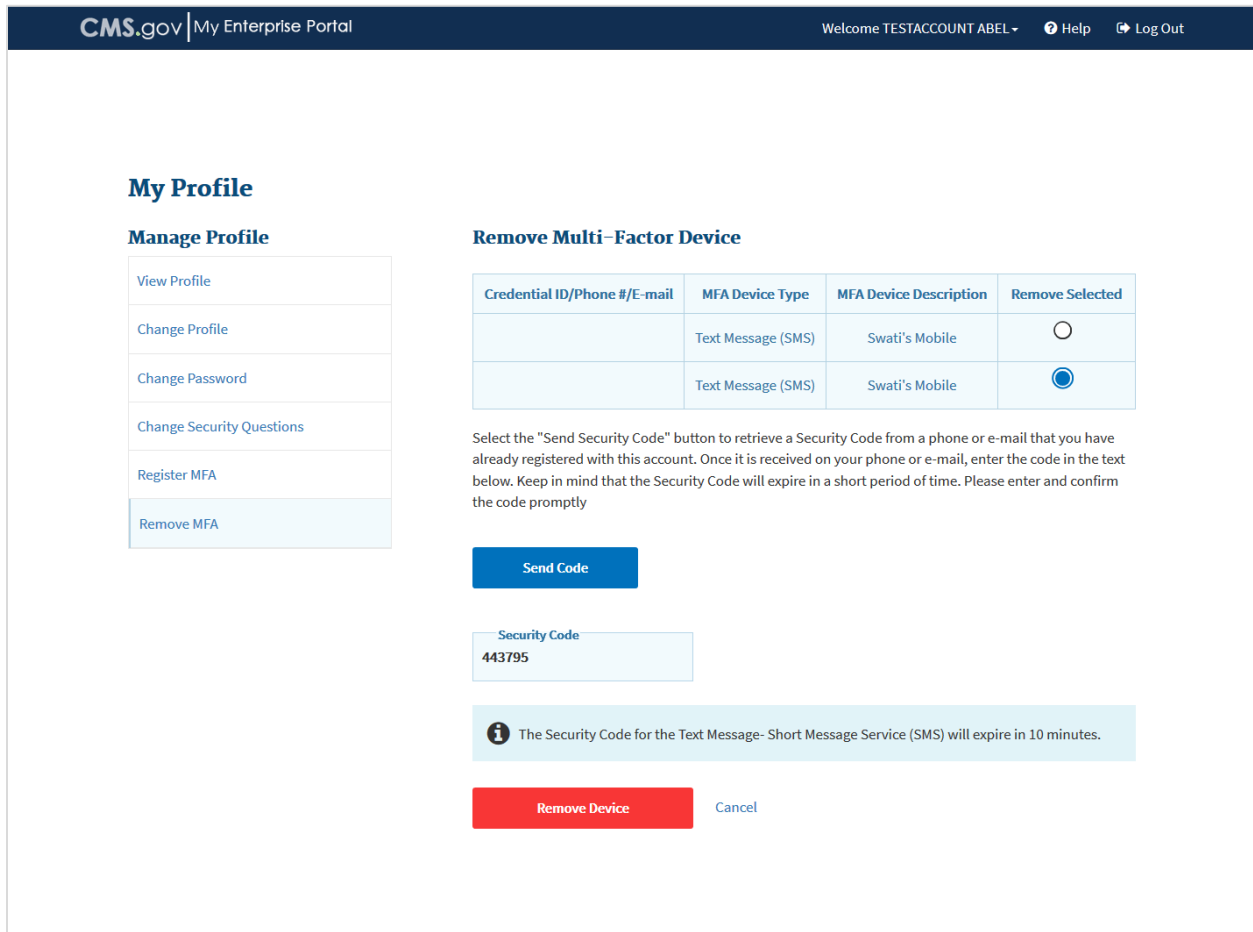 CMS.gov My Enterprise Portal Welcome TESTACCOUNT ABEL Help Log Out
My Profile
Manage Profile
View Profile
Change Profile
Change Password
Change Security Questions
Register MFA
Remove MFA
Remove Multi-Factor Device
Credential ID/Phone #/E-mail MFA Device Type MFA Device Description Remove Selected
Text Message (SMS) Swati's Mobile
Text Message (SMS) Swati's Mobile
Select the "Send Security Code" button to retrieve a Security Code from a phone or e-mail that you have
already registered with this account. Once it is received on your phone or e-mail, enter the code in the text
below. Keep in mind that the Security Code will expire in a short period of time. Please enter and confirm
the code promptly
Send Code
Security Code
443795
The Security Code for the Text Message- Short Message Service (SMS) will expire in 10 minutes.
Remove Device Cancel